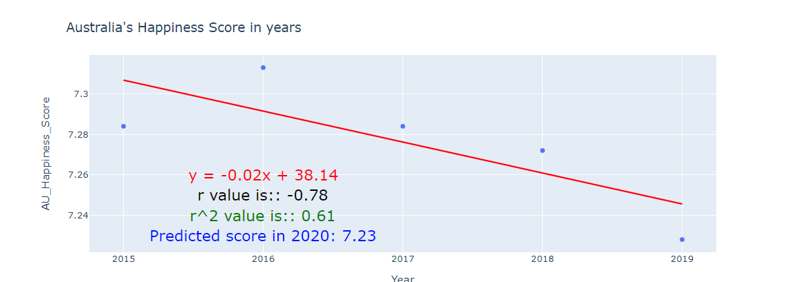 Australia's Happiness Score in years
AU_Happiness_Score
7.3
7.28
7.26
7.24
y = -0.02x + 38.14
r value is:: -0.78
r^2 value is:: 0.61
Predicted score in 2020: 7.23
2015 2016 2017 2018 2019
Year